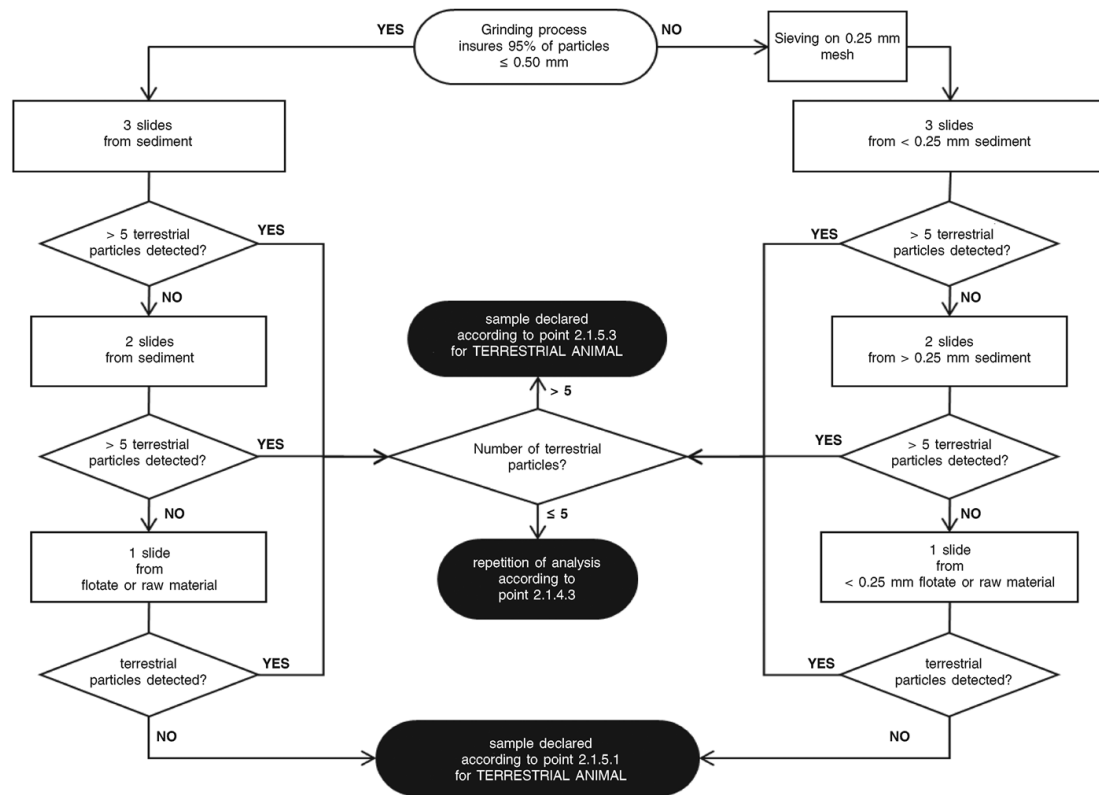 YES
Grinding process
insures 95% of particles
≤ 0.50 mm
NO
Sieving on 0.25 mm
mesh
3 slides
from sediment
3 slides
from < 0.25 mm sediment
> 5 terrestrial
particles detected?
YES
YES
> 5 terrestrial
particles detected?
NO
NO
2 slides
from sediment
sample declared
according to point 2.1.5.3
for TERRESTRIAL ANIMAL
2 slides
from > 0.25 mm sediment
> 5
> 5 terrestrial
particles detected?
YES
Number of terrestrial
particles?
YES
> 5 terrestrial
particles detected?
NO
≤ 5
NO
1 slide
from
flotate or raw material
repetition of analysis
according to
point 2.1.4.3
1 slide
from
< 0.25 mm flotate or raw material
terrestrial
particles detected?
YES
YES
terrestrial
particles detected?
NO
sample declared
according to point 2.1.5.1
for TERRESTRIAL ANIMAL
NO